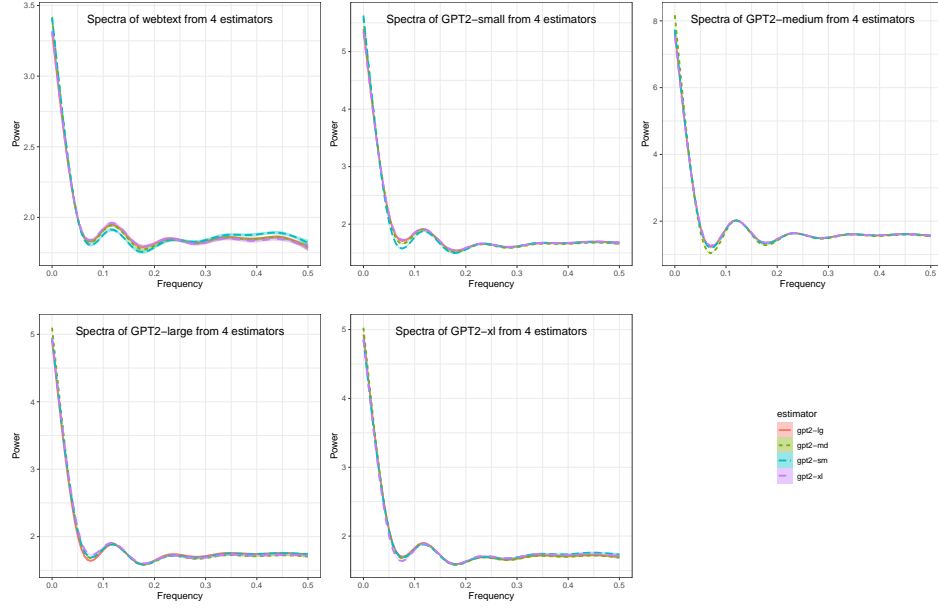 Spectra of webtext from 4 estimators
3.5
3.0
2.5
2.0
Power
0.0 0.1 0.2 0.3 0.4 0.5
Frequency
Spectra of GPT2-small from 4 estimators
5
4
3
2
Power
0.0 0.1 0.2 0.3 0.4 0.5
Frequency
Spectra of GPT2-medium from 4 estimators
8
6
4
2
Power
0.0 0.1 0.2 0.3 0.4 0.5
Frequency
Spectra of GPT2-large from 4 estimators
5
4
3
2
Power
0.0 0.1 0.2 0.3 0.4 0.5
Frequency
Spectra of GPT2-xl from 4 estimators
5
4
3
2
Power
0.0 0.1 0.2 0.3 0.4 0.5
Frequency
estimator
gpt2-lg
gpt2-md
gpt2-sm
gpt2-xl